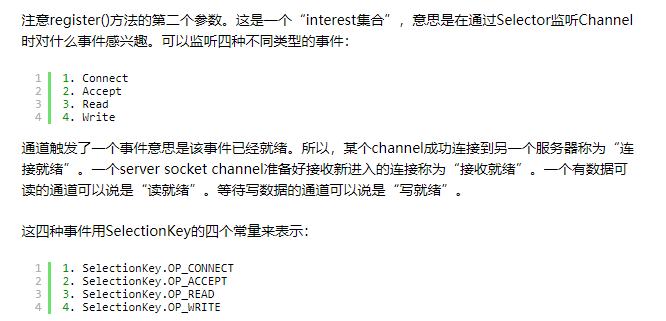 注意register()方法的第二个参数。这是一个“interest集合”，意思是在通过Selector监听Channel
时对什么事件感兴趣。可以监听四种不同类型的事件：
1 1. Connect
2 2. Accept
3 3. Read
4 4. Write
通道触发了一个事件意思是该事件已经就绪。所以，某个channel成功连接到另一个服务器称为“连
接就绪”。一个server socket channel准备好接收新进入的连接称为“接收就绪”。一个有数据可
读的通道可以说是“读就绪”。等待写数据的通道可以说是“写就绪”。
这四种事件用SelectionKey的四个常量来表示：
1 1. SelectionKey.OP_CONNECT
2 2. SelectionKey.OP_ACCEPT
3 3. SelectionKey.OP_READ
4 4. SelectionKey.OP_WRITE